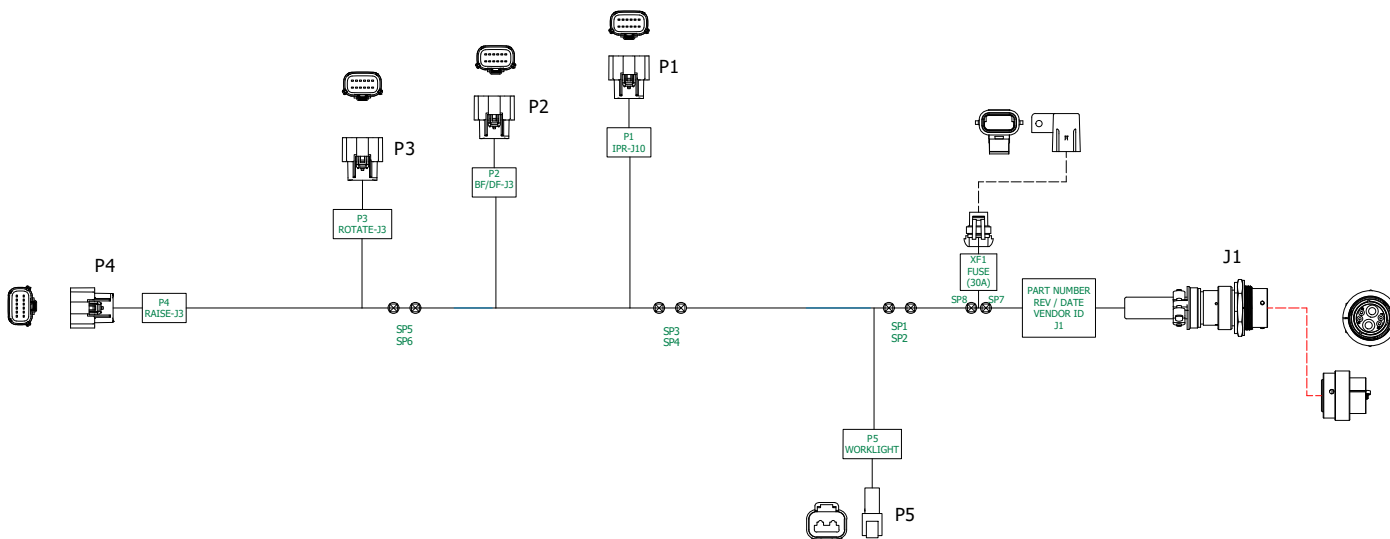 P1
P2
P3
P1
IPR-J10
P2
BF/DF-J3
P3
ROTATE-J3
P4
P4
RAISE-J3
XF1
FUSE
(30A)
J1
PART NUMBER
REV / DATE
VENDOR ID
J1
SP8
SP7
SP5
SP6
SP3
SP4
SP1
SP2
P5
WORKLIGHT
P5